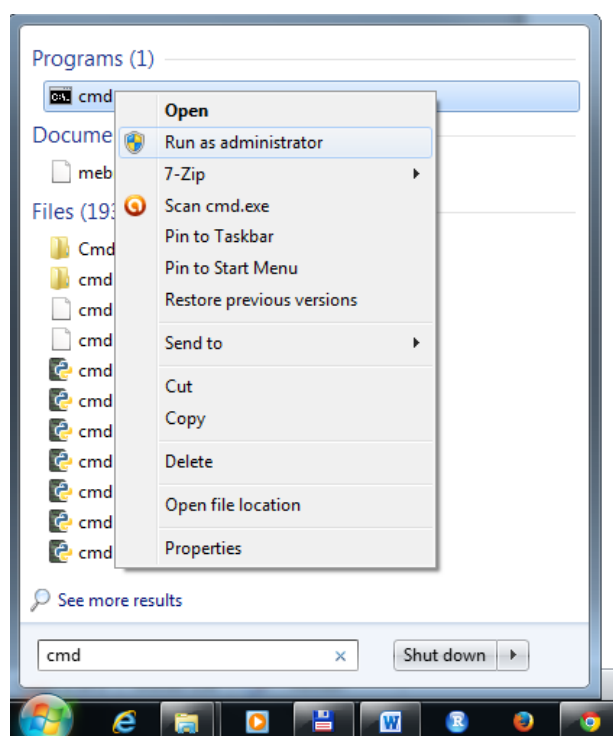 Programs (1)
cmd
Open
Docume
Run as administrator
meb
7-Zip
Files (193
Scan cmd.exe
Pin to Taskbar
Cmd
Pin to Start Menu
cmd
Restore previous versions
cmd
cmd
Send to
cmd
Cut
cmd
Copy
cmd
Delete
cmd
cmd
Open file location
cmd
Properties
cmd
See more results
cmd
Shut down